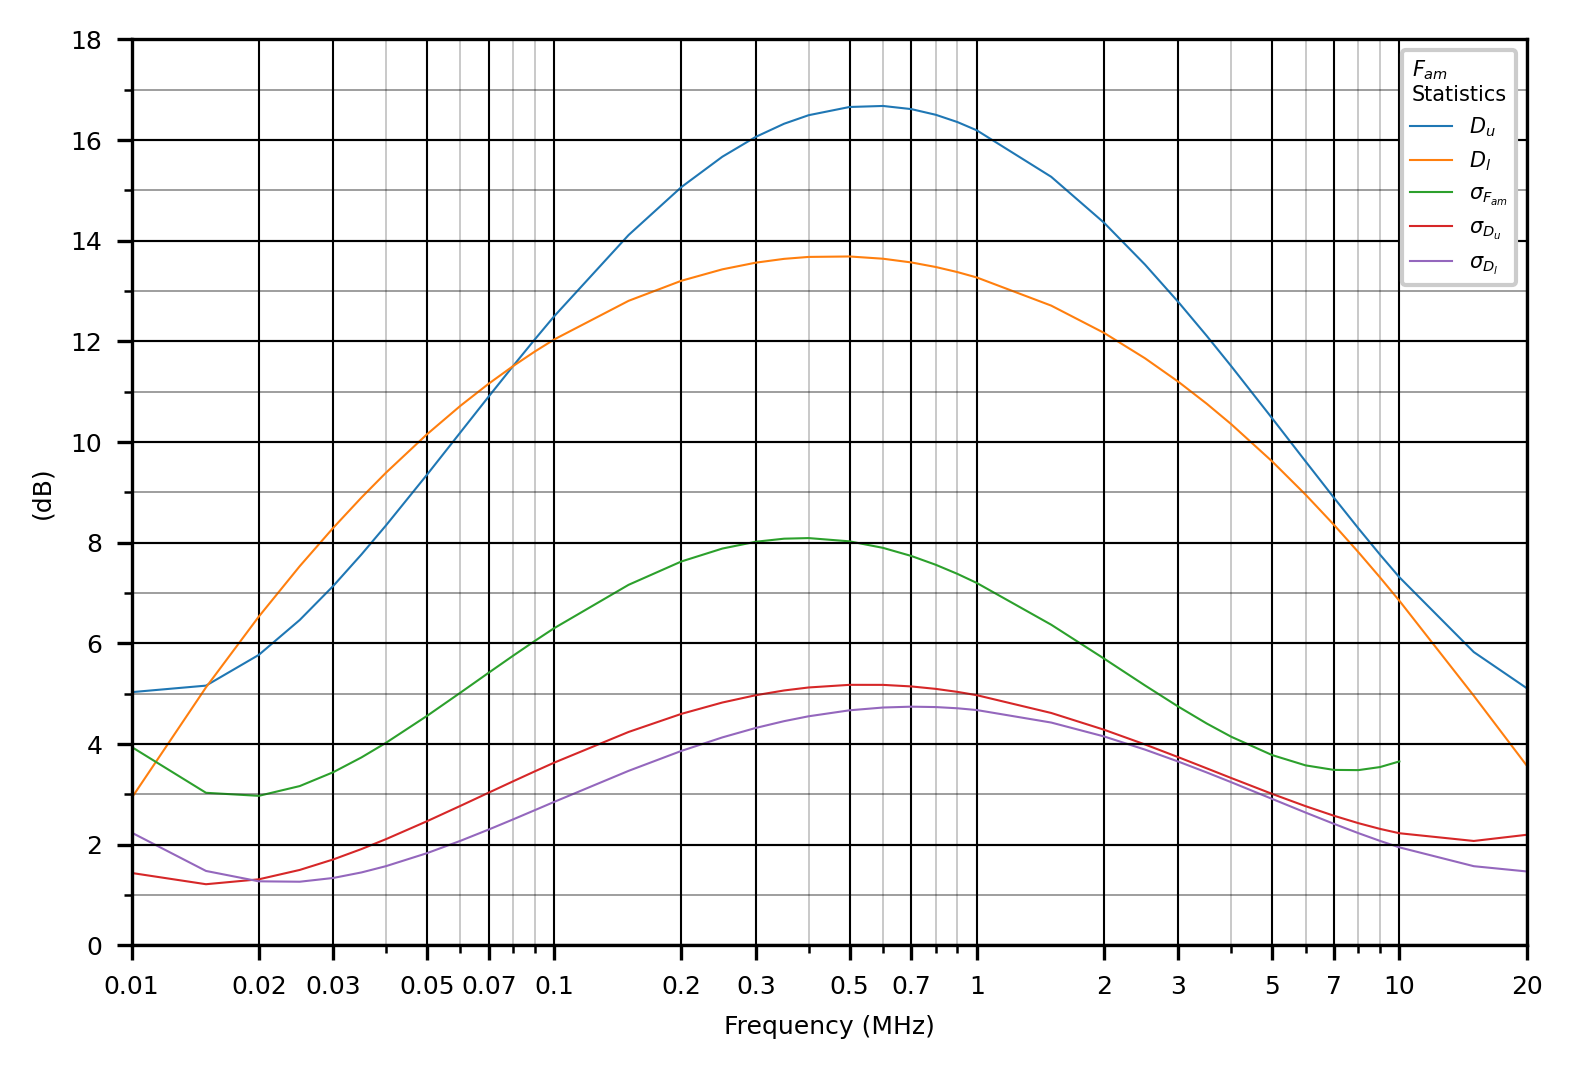 18
16
14
12
10
8
6
4
2
0
(dB)
F_am
Statistics
D_u
D_l
σ_F_am
σ_D_u
σ_D_l
0.01 0.02 0.03 0.05 0.07 0.1 0.2 0.3 0.5 0.7 1 2 3 5 7 10 20
Frequency (MHz)